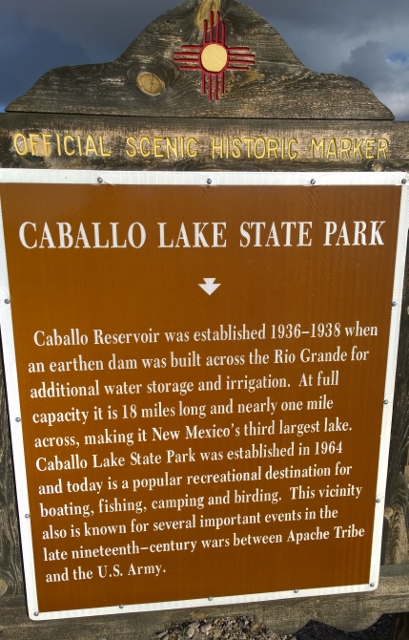 OFFICIAL SCENIC HISTORIC MARKER
CABALLO LAKE STATE PARK
Caballo Reservoir was established 1936–1938 when
an earthen dam was built across the Rio Grande for
additional water storage and irrigation. At full
capacity it is 18 miles long and nearly one mile
across, making it New Mexico's third largest lake.
Caballo Lake State Park was established in 1964
and today is a popular recreational destination for
boating, fishing, camping and birding. This vicinity
also is known for several important events in the
late nineteenth–century wars between Apache Tribe
and the U.S. Army.